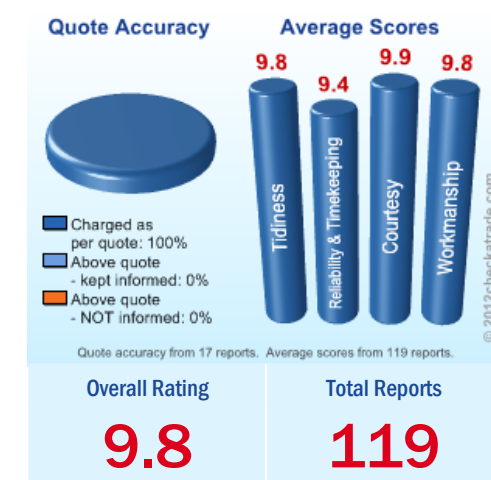 Quote Accuracy
Charged as
per quote: 100%
Above quote
- kept informed: 0%
Above quote
- NOT informed: 0%
Average Scores
9.8
9.4
9.9
9.8
Tidiness
Reliability & Timekeeping
Courtesy
Workmanship
© 2012checkatrade.com
Quote accuracy from 17 reports. Average scores from 119 reports.
Overall Rating
9.8
Total Reports
119